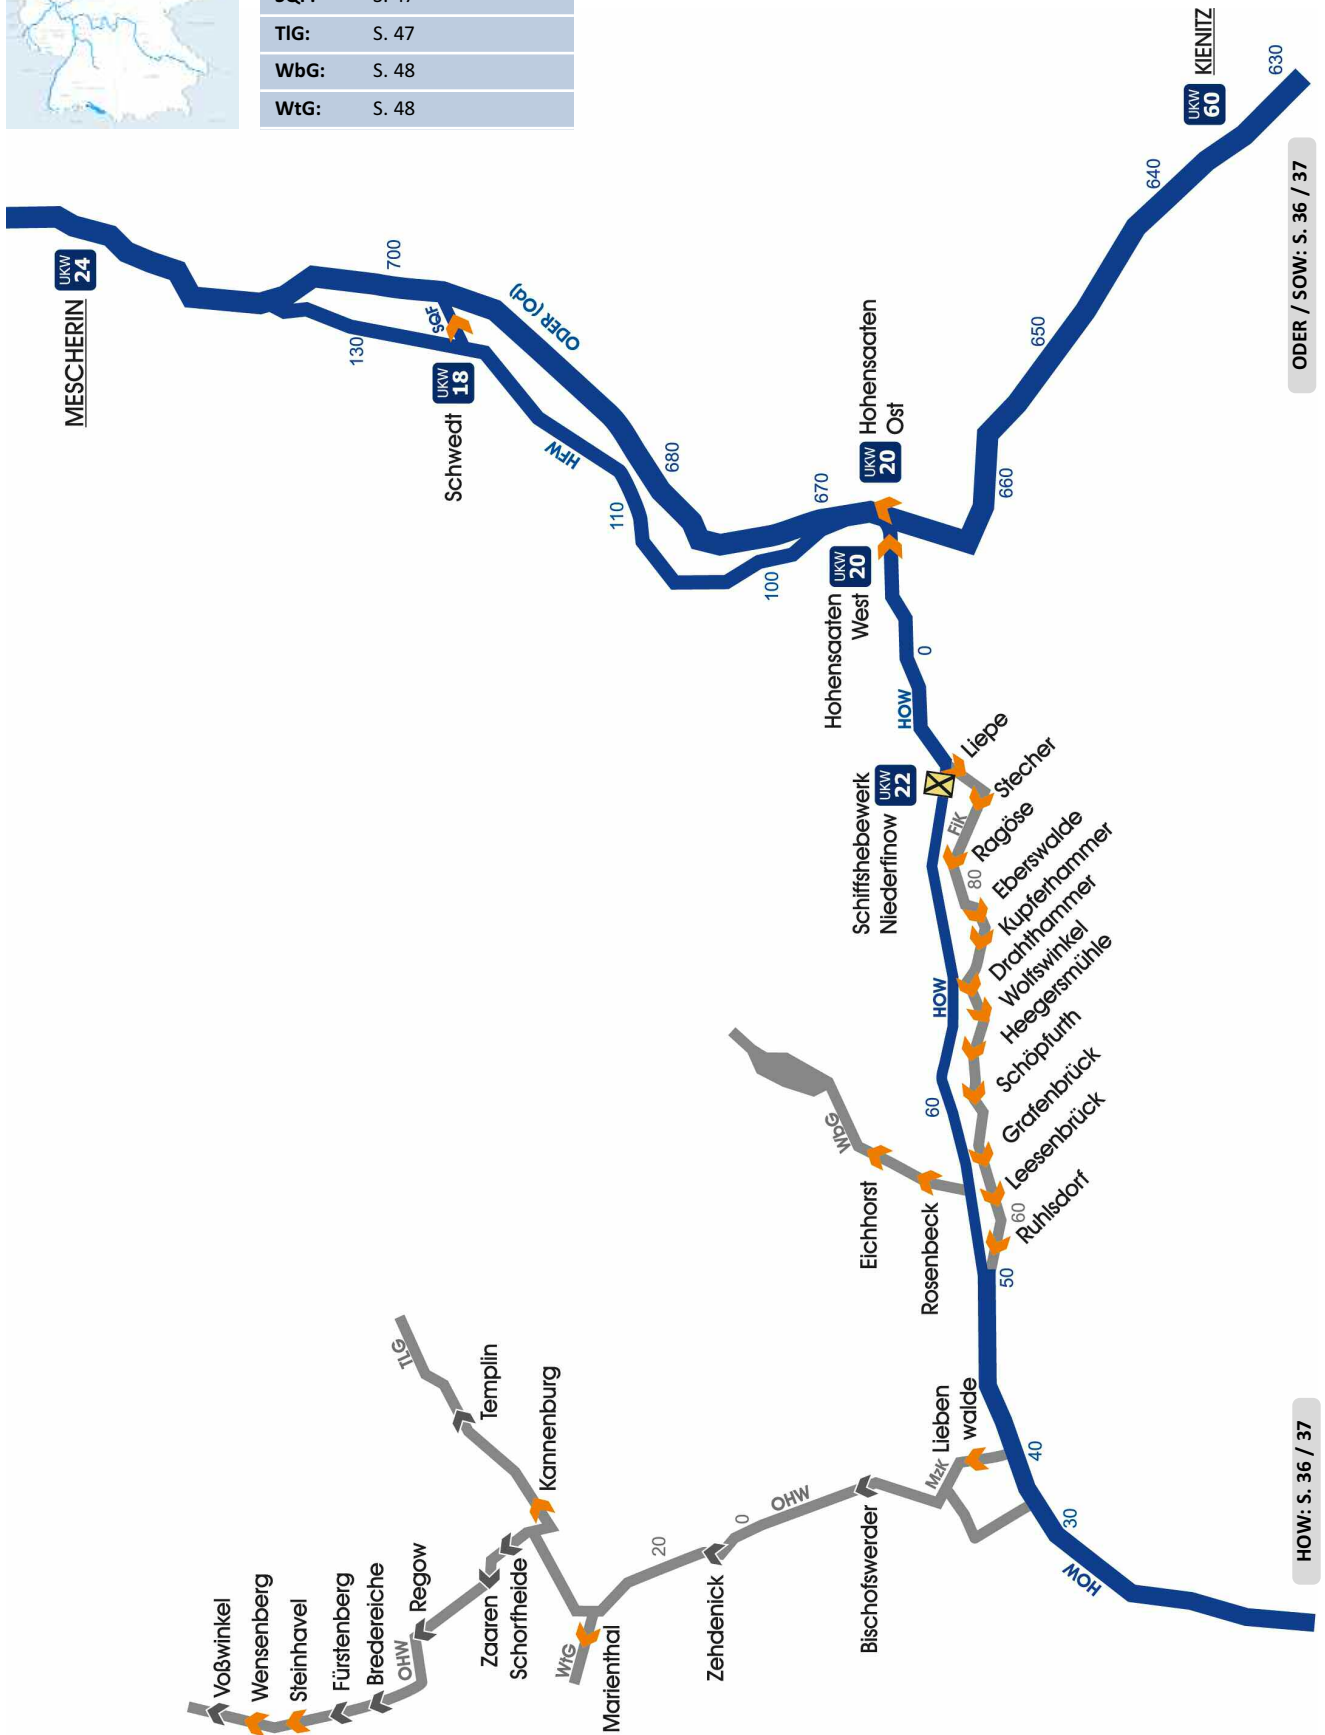 TlG: S. 47
WbG: S. 48
WtG: S. 48
KIENITZ
UKW
60
630
640
650
660
ODER / SOW: S. 36 / 37
MESCHERIN
UKW
24
700
130
SQF
ODER (Od)
Schwedt
UKW
18
HFW
680
110
100
670
Hohensaaten
Ost
UKW
20
Hohensaaten
West
UKW
20
0
HOW
Schiffshebewerk
Niederfinow
UKW
22
Liepe
Stecher
FiK
Ragöse
80
Eberswalde
Kupferhammer
Drahthammer
Wolfswinkel
Heegersmühle
Schöpfurth
Grafenbrück
Leesenbrück
60
Ruhlsdorf
HOW
60
50
WbG
Eichhorst
Rosenbeck
TLG
Templin
Kannenburg
Lieben
walde
MzK
40
30
HOW
Bischofswerder
OHW
0
20
Zehdenick
Marienthal
WtG
Schorfheide
Zaaren
Regow
OHW
Bredereiche
Fürstenberg
Steinhavel
Wensenberg
Voßwinkel
HOW: S. 36 / 37